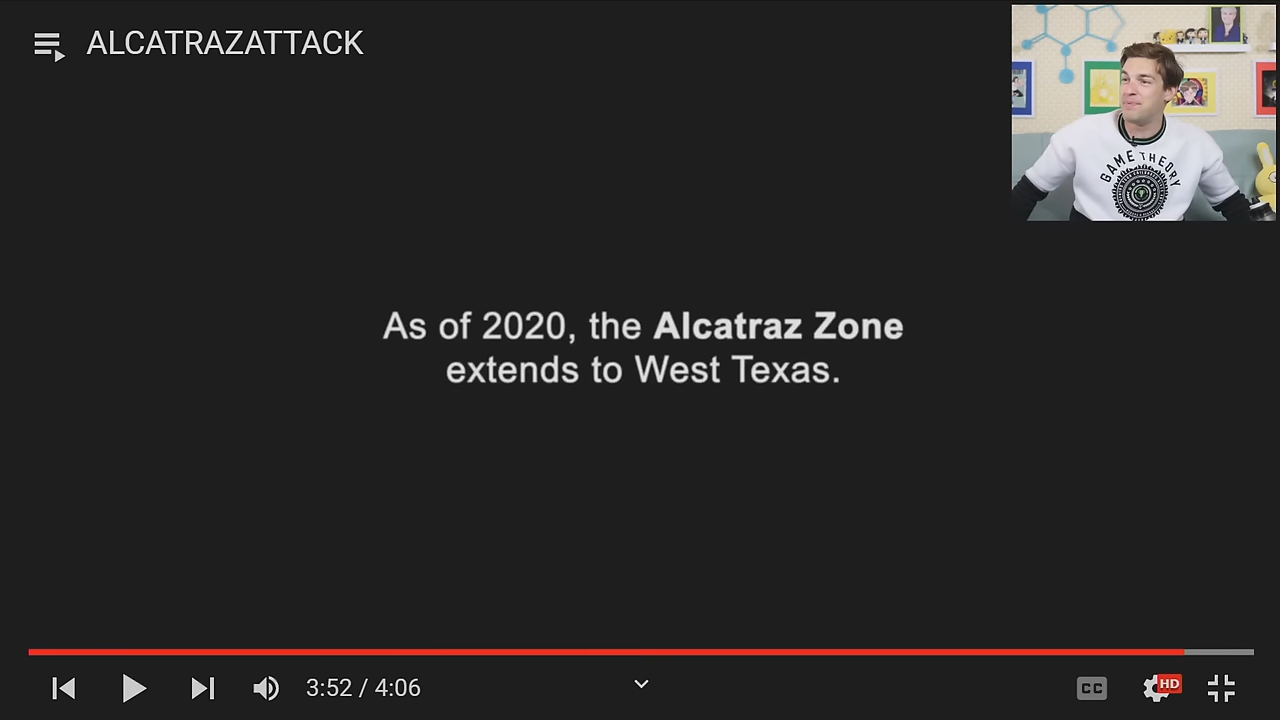 ALCATRAZATTACK
GAME THEORY
As of 2020, the Alcatraz Zone
extends to West Texas.
3:52 / 4:06
CC
HD